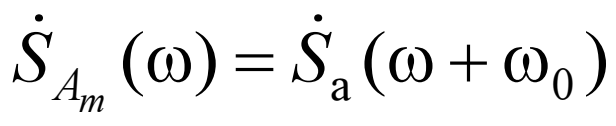 Ṡ_{A_m}(ω) = Ṡ_a(ω + ω_0)